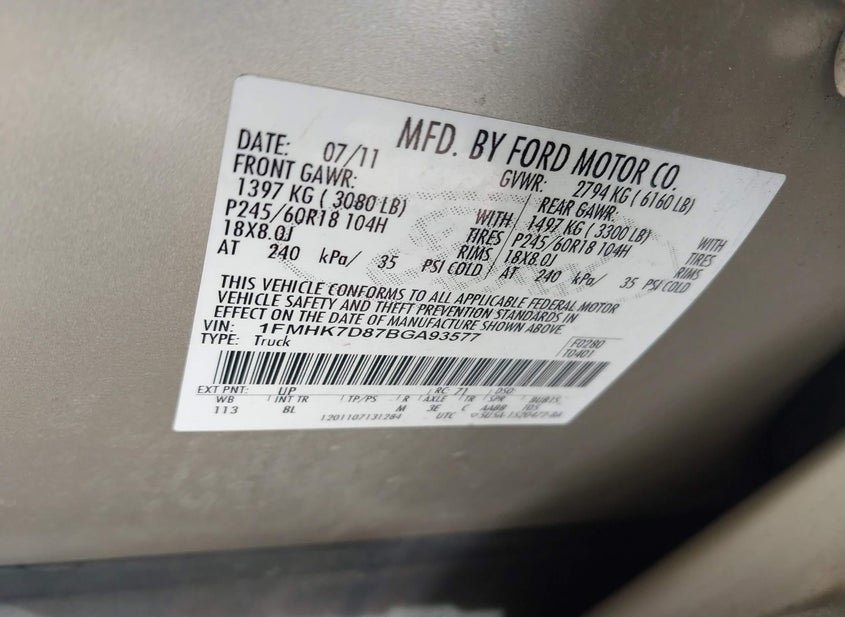 MFD. BY FORD MOTOR CO.
DATE: 07/11 GVWR: 2794 KG ( 6160 LB)
FRONT GAWR: REAR GAWR:
1397 KG ( 3080 LB) WITH 1497 KG ( 3300 LB) WITH
P245/60R18 104H TIRES P245/60R18 104H TIRES
18X8.0J RIMS 18X8.0J RIMS
AT 240 kPa/ 35 PSI COLD AT 240 kPa/ 35 PSI COLD
THIS VEHICLE CONFORMS TO ALL APPLICABLE FEDERAL MOTOR
VEHICLE SAFETY AND THEFT PREVENTION STANDARDS IN
EFFECT ON THE DATE OF MANUFACTURE SHOWN ABOVE
VIN: 1FMHK7D87BGA93577 F0280
TYPE: Truck T0401
EXT PNT: UP RC: 71 DSO:
WB INT TR TP/PS R AXLE TR SPR
113 BL M 3E C AABB
1201107131284 UTC